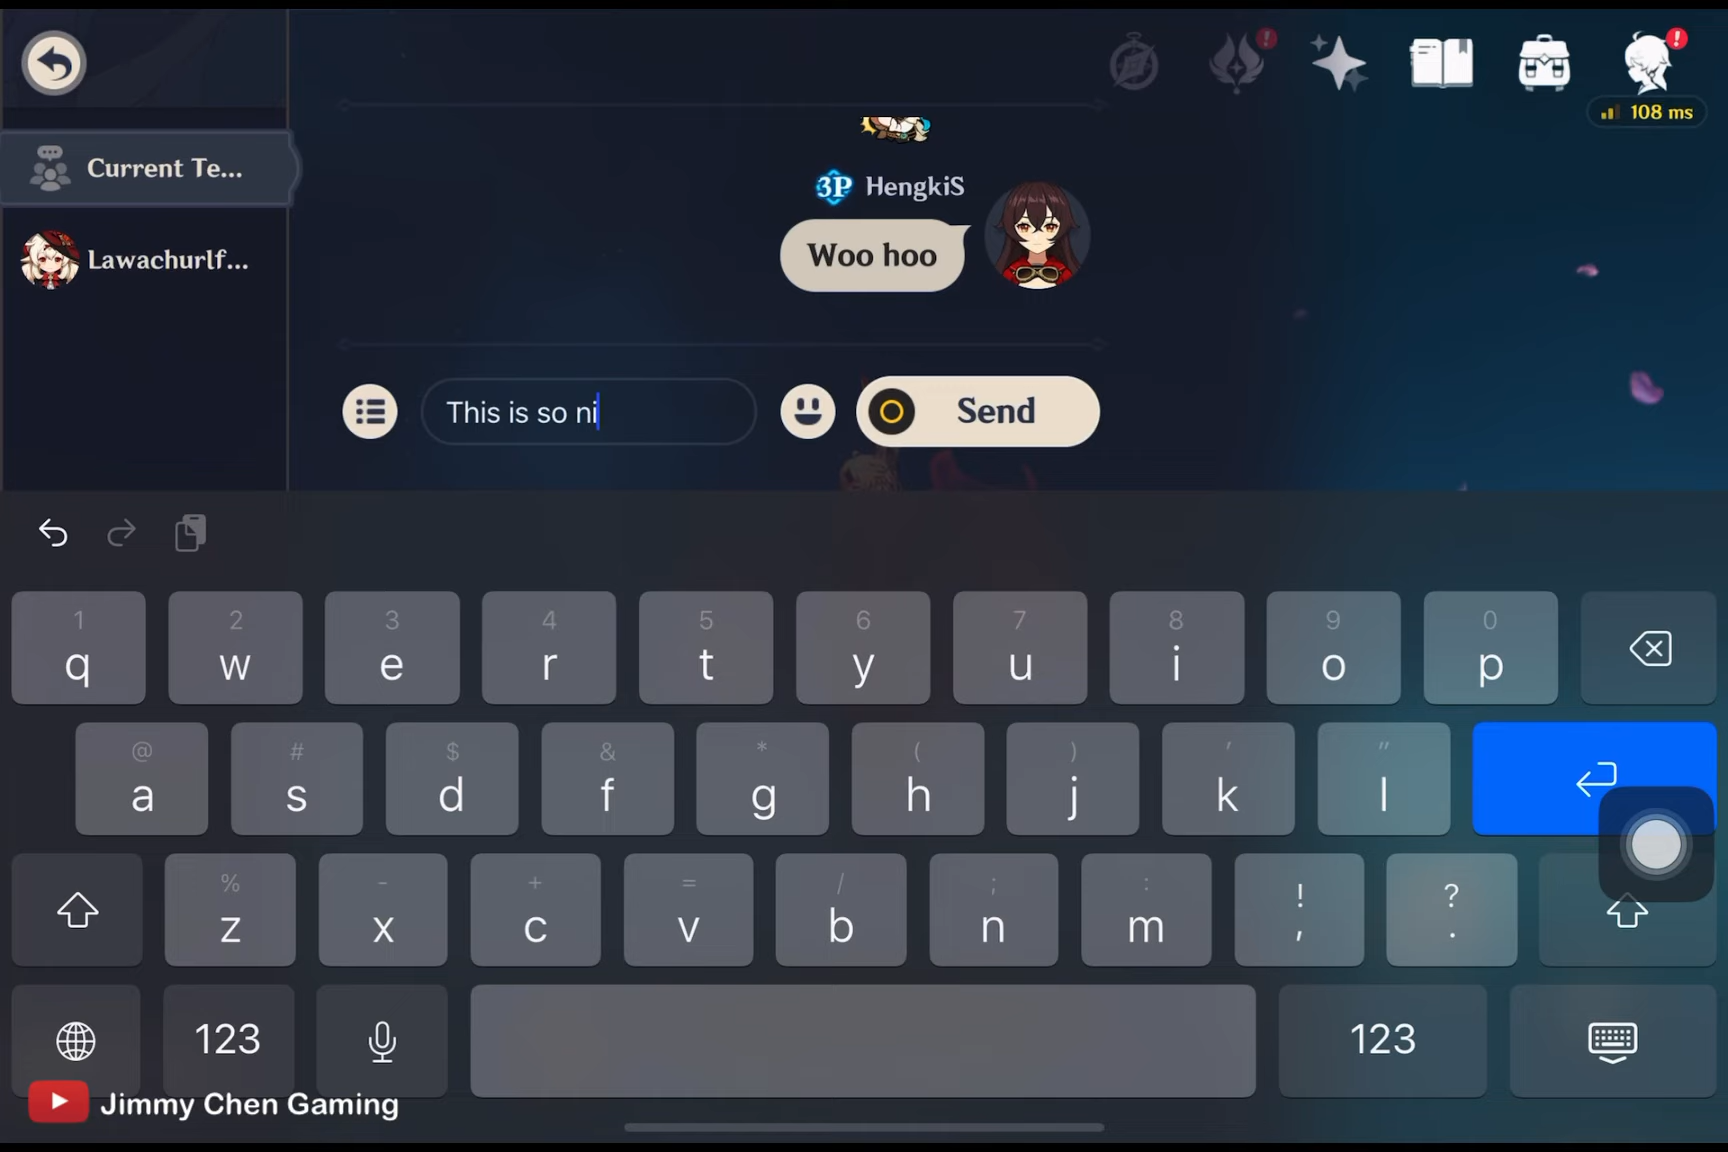 108 ms
Current Te...
3P HengkiS
Lawachurlf...
Woo hoo
This is so ni
Send
1 2 3 4 5 6 7 8 9 0
q w e r t y u i o p
@ # $ & * ( ) ' "
a s d f g h j k l
% - + = / ; : ! ?
z x c v b n m , .
123 123
Jimmy Chen Gaming